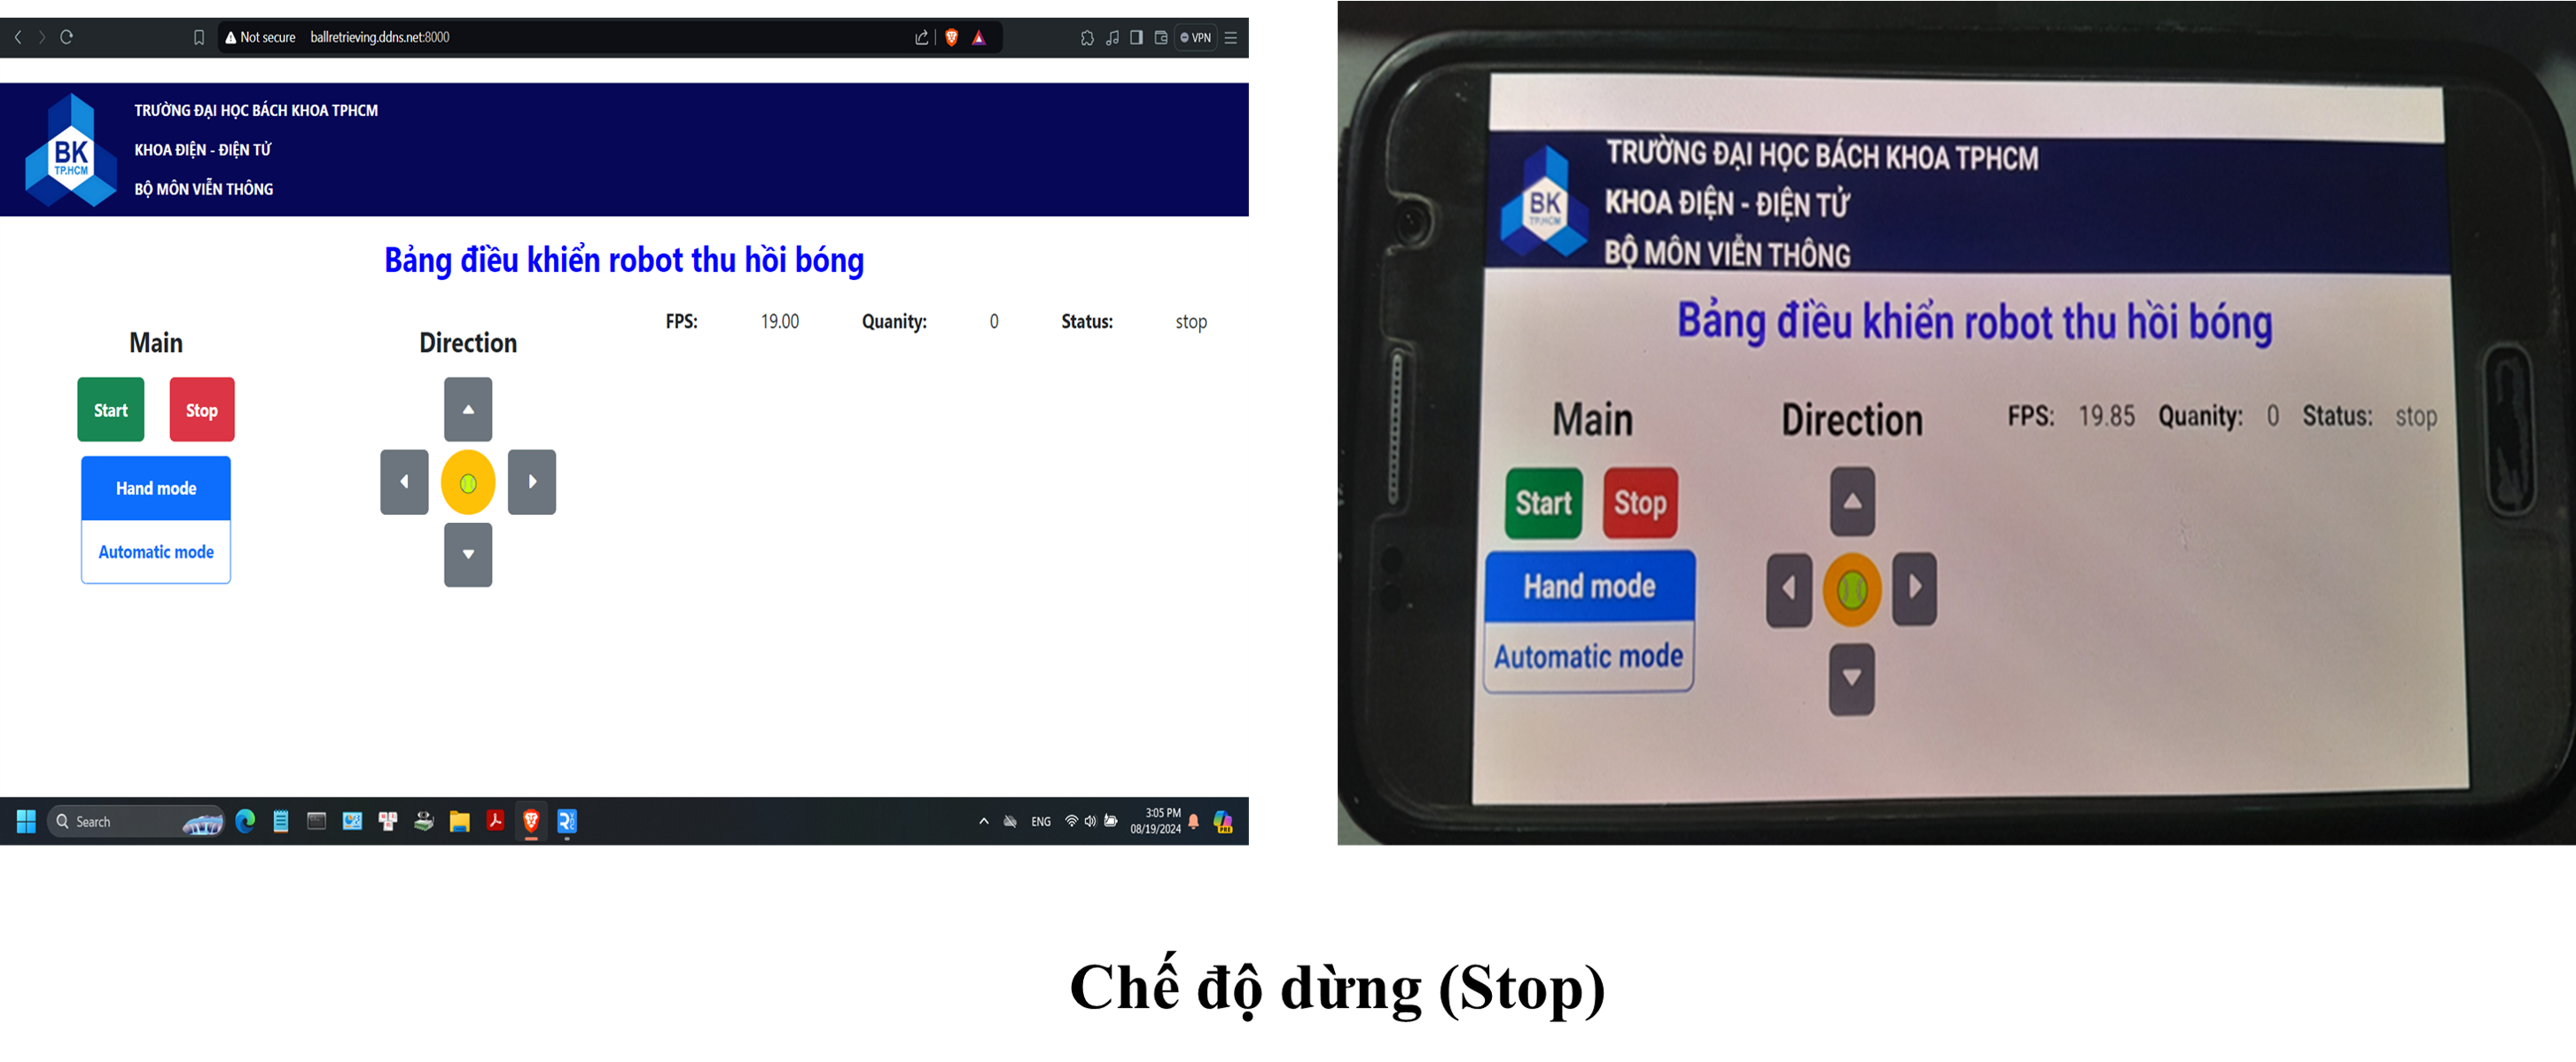 Not secure ballretrieving.ddns.net:8000
VPN
BK
TP.HCM
TRƯỜNG ĐẠI HỌC BÁCH KHOA TPHCM
KHOA ĐIỆN - ĐIỆN TỬ
BỘ MÔN VIỄN THÔNG
Bảng điều khiển robot thu hồi bóng
FPS: 19.00 Quanity: 0 Status: stop
Main
Direction
Start Stop
Hand mode
Automatic mode
Search
ENG
3:05 PM
08/19/2024
PRE
BK
TP.HCM
TRƯỜNG ĐẠI HỌC BÁCH KHOA TPHCM
KHOA ĐIỆN - ĐIỆN TỬ
BỘ MÔN VIỄN THÔNG
Bảng điều khiển robot thu hồi bóng
Main
Direction
FPS: 19.85 Quanity: 0 Status: stop
Start Stop
Hand mode
Automatic mode
Chế độ dừng (Stop)